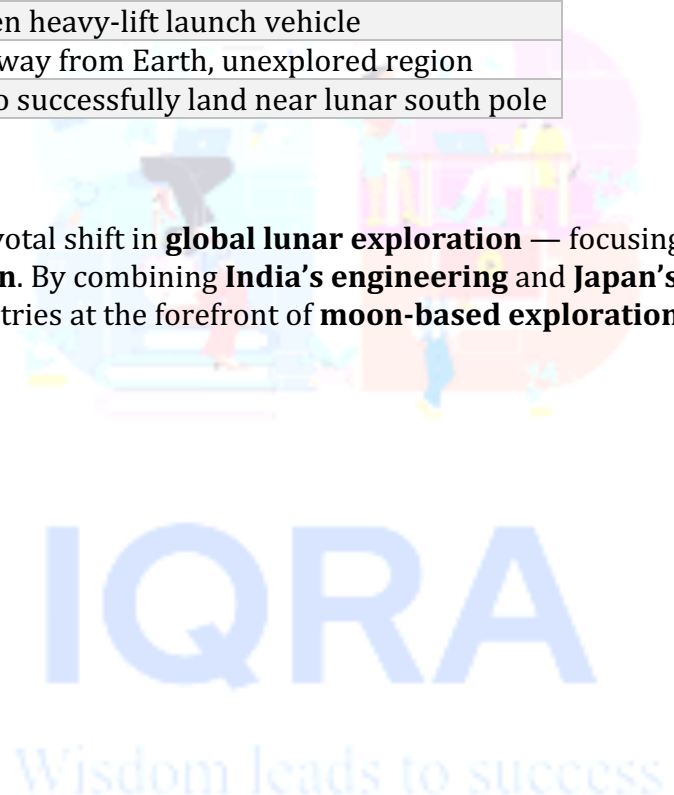 en heavy-lift launch vehicle
way from Earth, unexplored region
o successfully land near lunar south pole
votal shift in global lunar exploration — focusing
n. By combining India’s engineering and Japan’s
tries at the forefront of moon-based exploration
IQRA
Wisdom leads to success